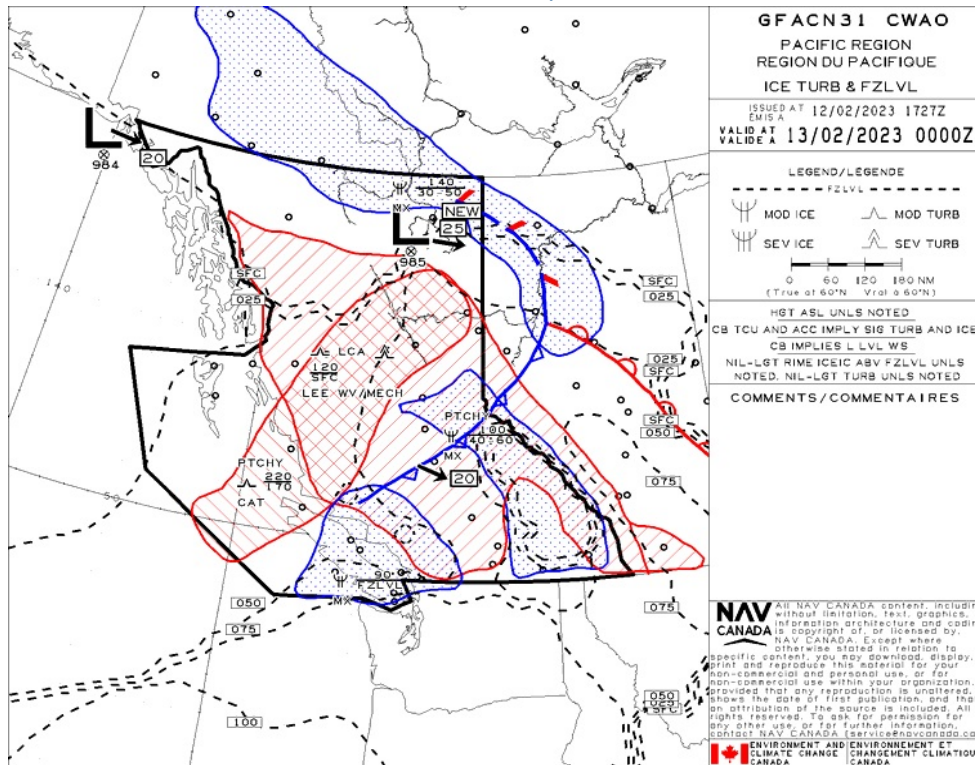 GFACN31 CWAO
PACIFIC REGION
REGION DU PACIFIQUE
ICE TURB & FZLVL
ISSUED AT 12/02/2023 1727Z
EMIS A
VALID AT 13/02/2023 0000Z
VALIDE A
LEGEND/LÉGENDE
FZLVL
MOD ICE MOD TURB
SEV ICE SEV TURB
0 60 120 180 NM
(True at 60°N Vrai à 60°N)
HGT ASL UNLS NOTED
CB TCU AND ACC IMPLY SIG TURB AND ICE
CB IMPLIES L LVL WS
NIL-LGT RIME ICEIC ABV FZLVL UNLS
NOTED. NIL-LGT TURB UNLS NOTED
COMMENTS/COMMENTAIRES
NAV
CANADA
All NAV CANADA content, includin
without limitation, text, graphics,
information architecture and codin
is copyright of, or licensed by,
NAV CANADA. Except where
otherwise stated in relation to
specific content, you may download, display,
print and reproduce this material for your
non-commercial and personal use, or for
non-commercial use within your organization,
provided that any reproduction is unaltered,
shows the date of first publication, and tha
an attribution of the source is included. All
rights reserved. To ask for permission for
any other use, or for further information,
contact NAV CANADA (service@navcanada.ca
ENVIRONMENT AND
CLIMATE CHANGE
CANADA
ENVIRONNEMENT ET
CHANGEMENT CLIMATIQU
CANADA
L
984
20
140
30-50
MX
NEW
25
L
985
140
SFC
025
SFC
025
025
SFC
SFC
050
075
LCA
120
SFC
LEE WV/MECH
PTCHY
100
40-60
MX
20
PTCHY
220
170
CAT
50
90
FZLVL
MX
050
075
075
100
050
025
SFC